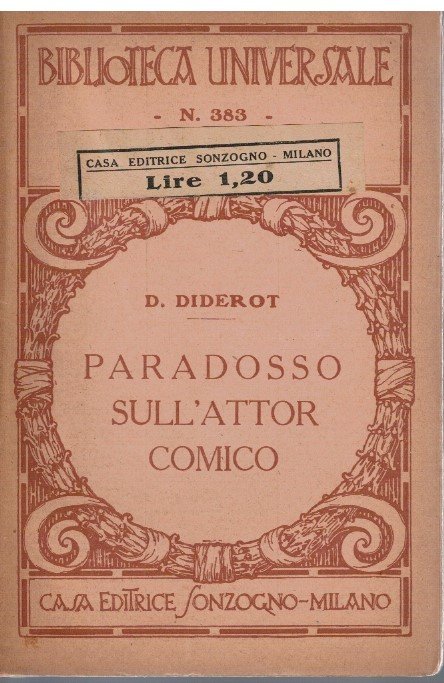 BIBLIOTECA UNIVERSALE
- N. 383 -
CASA EDITRICE SONZOGNO - MILANO
Lire 1,20
D. DIDEROT
PARADOSSO
SULL'ATTOR
COMICO
CASA EDITRICE SONZOGNO-MILANO